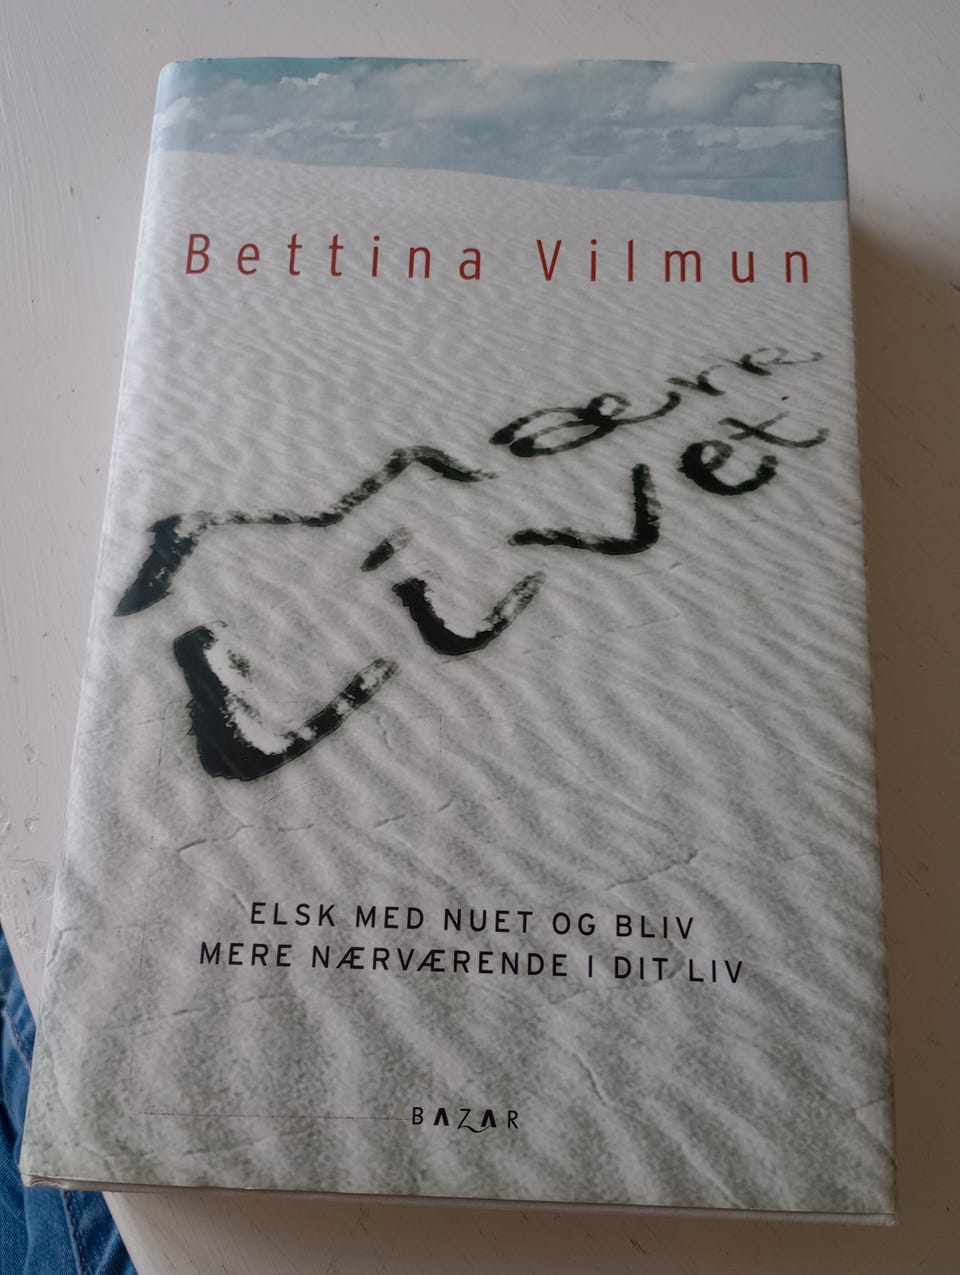 Bettina Vilmun
Mærk
Livet
ELSK MED NUET OG BLIV
MERE NÆRVÆRENDE I DIT LIV
BAZAR